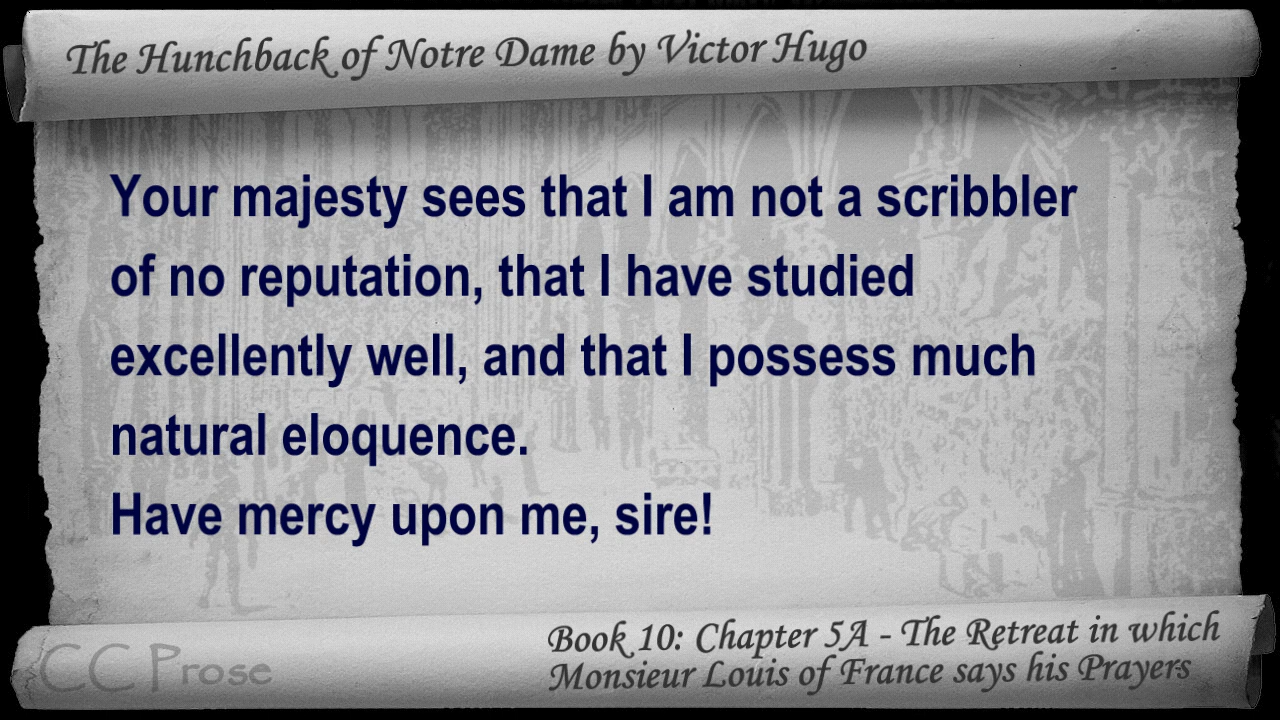 The Hunchback of Notre Dame by Victor Hugo
Your majesty sees that I am not a scribbler
of no reputation, that I have studied
excellently well, and that I possess much
natural eloquence.
Have mercy upon me, sire!
CC Prose
Book 10: Chapter 5A - The Retreat in which
Monsieur Louis of France says his Prayers